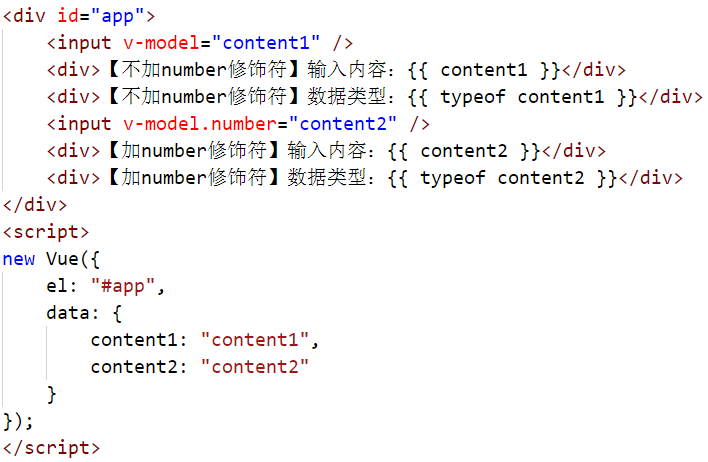 <div id="app">
    <input v-model="content1" />
    <div>【不加number修饰符】输入内容：{{ content1 }}</div>
    <div>【不加number修饰符】数据类型：{{ typeof content1 }}</div>
    <input v-model.number="content2" />
    <div>【加number修饰符】输入内容：{{ content2 }}</div>
    <div>【加number修饰符】数据类型：{{ typeof content2 }}</div>
</div>
<script>
new Vue({
    el: "#app",
    data: {
        content1: "content1",
        content2: "content2"
    }
});
</script>